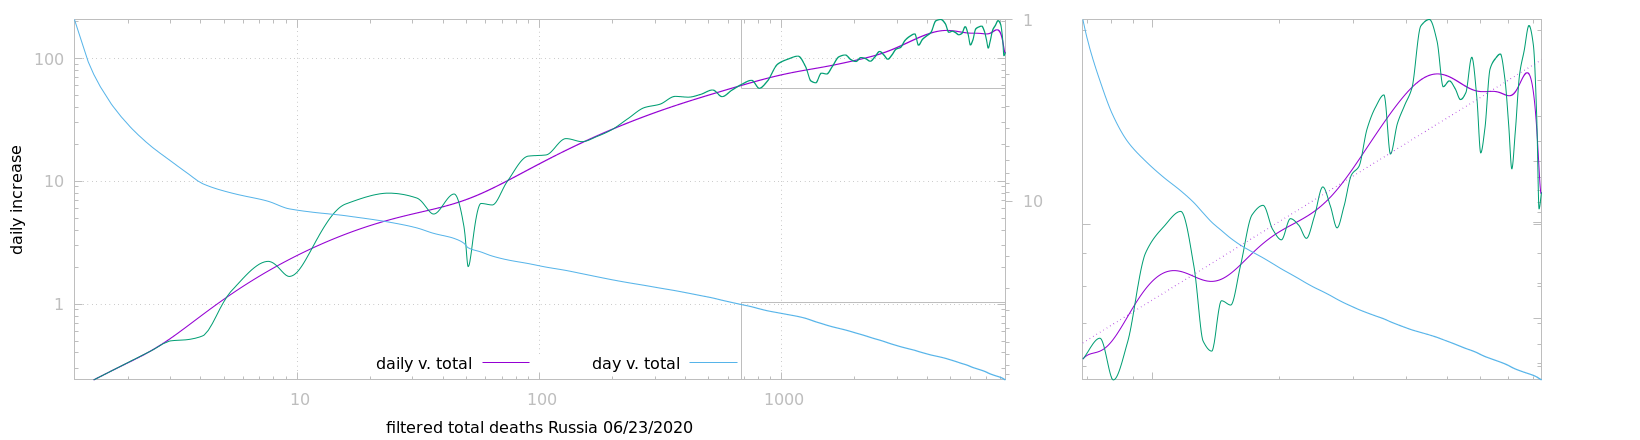 100
10
1
daily increase
daily v. total
day v. total
10
100
1000
filtered total deaths Russia 06/23/2020
1
10